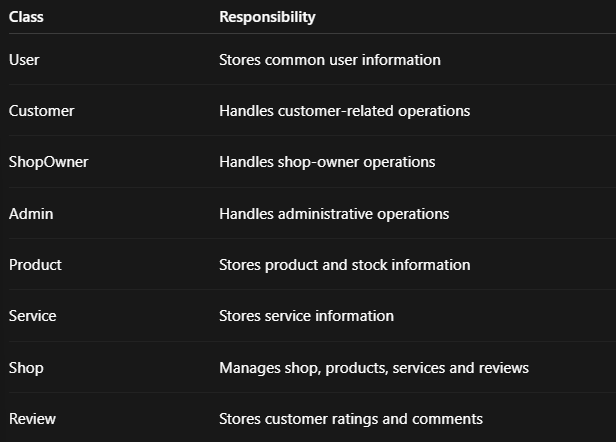 Class Responsibility
User Stores common user information
Customer Handles customer-related operations
ShopOwner Handles shop-owner operations
Admin Handles administrative operations
Product Stores product and stock information
Service Stores service information
Shop Manages shop, products, services and reviews
Review Stores customer ratings and comments